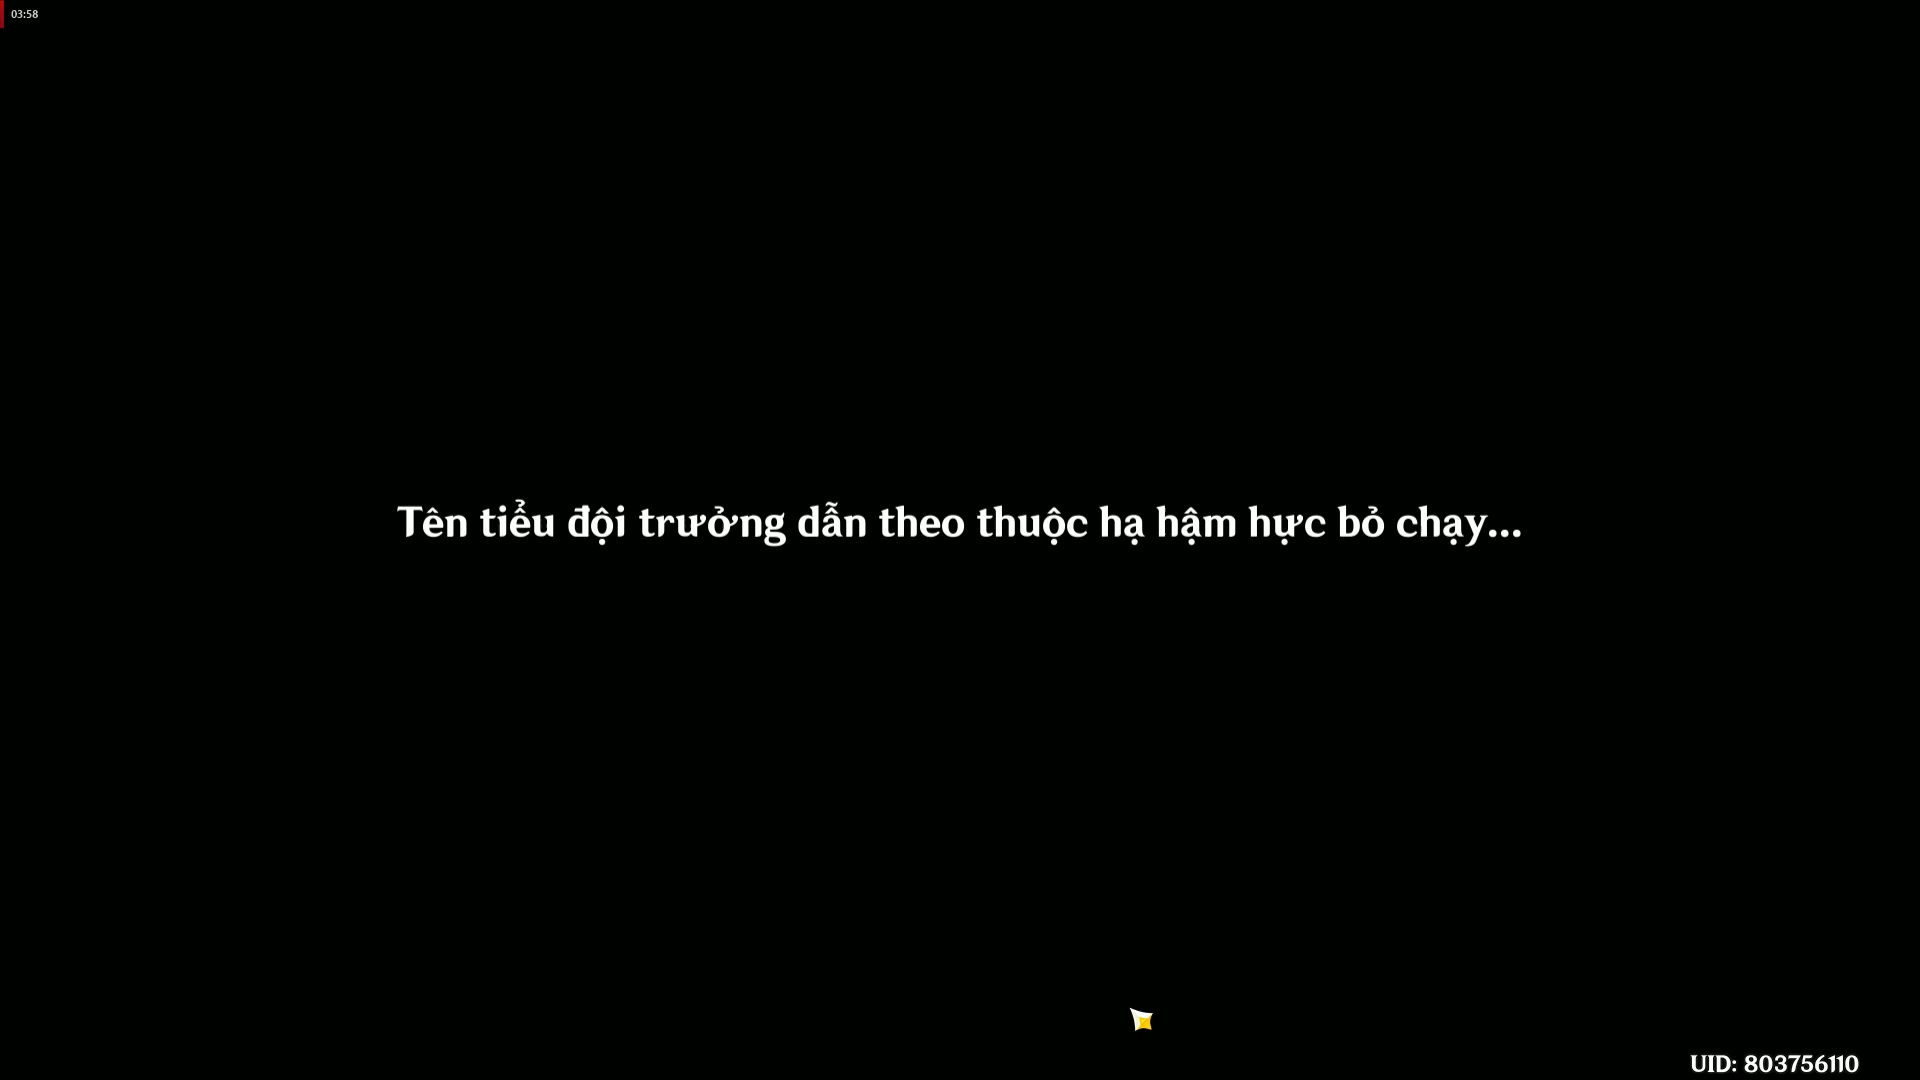 03:58
Tên tiểu đội trưởng dẫn theo thuộc hạ hậm hực bỏ chạy...
UID: 803756110